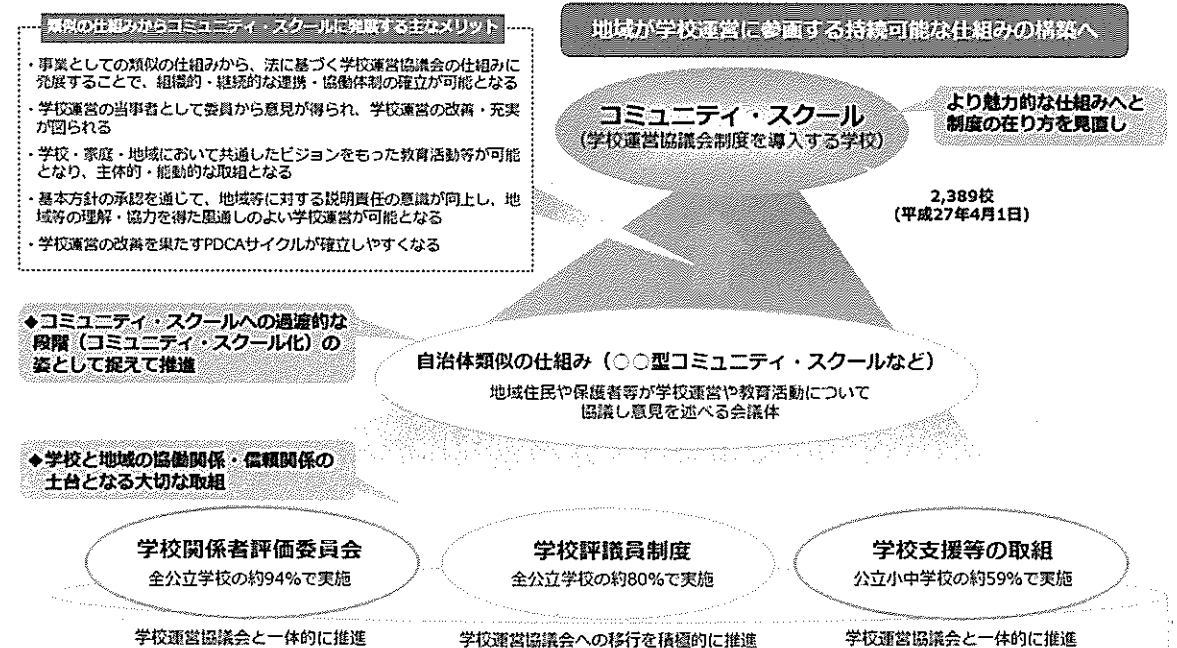 類似の仕組みからコミュニティ・スクールに発展する主なメリット
・事業としての類似の仕組みから、法に基づく学校運営協議会の仕組みに
発展することで、組織的・継続的な連携・協働体制の確立が可能となる
・学校運営の当事者として委員から意見が得られ、学校運営の改善・充実
が図られる
・学校・家庭・地域において共通したビジョンをもった教育活動等が可能
となり、主体的・能動的な取組となる
・基本方針の承認を通じて、地域等に対する説明責任の意識が向上し、地
域等の理解・協力を得た風通しのよい学校運営が可能となる
・学校運営の改善を果たすPDCAサイクルが確立しやすくなる
地域が学校運営に参画する持続可能な仕組みの構築へ
コミュニティ・スクール
(学校運営協議会制度を導入する学校)
より魅力的な仕組みへと
制度の在り方を見直し
2,389校
(平成27年4月1日)
◆コミュニティ・スクールへの過渡的な
段階(コミュニティ・スクール化)の
姿として捉えて推進
自治体類似の仕組み(○○型コミュニティ・スクールなど)
地域住民や保護者等が学校運営や教育活動について
協議し意見を述べる会議体
◆学校と地域の協働関係・信頼関係の
土台となる大切な取組
学校関係者評価委員会
全公立学校の約94%で実施
学校評議員制度
全公立学校の約80%で実施
学校支援等の取組
公立小中学校の約59%で実施
学校運営協議会と一体的に推進
学校運営協議会への移行を積極的に推進
学校運営協議会と一体的に推進